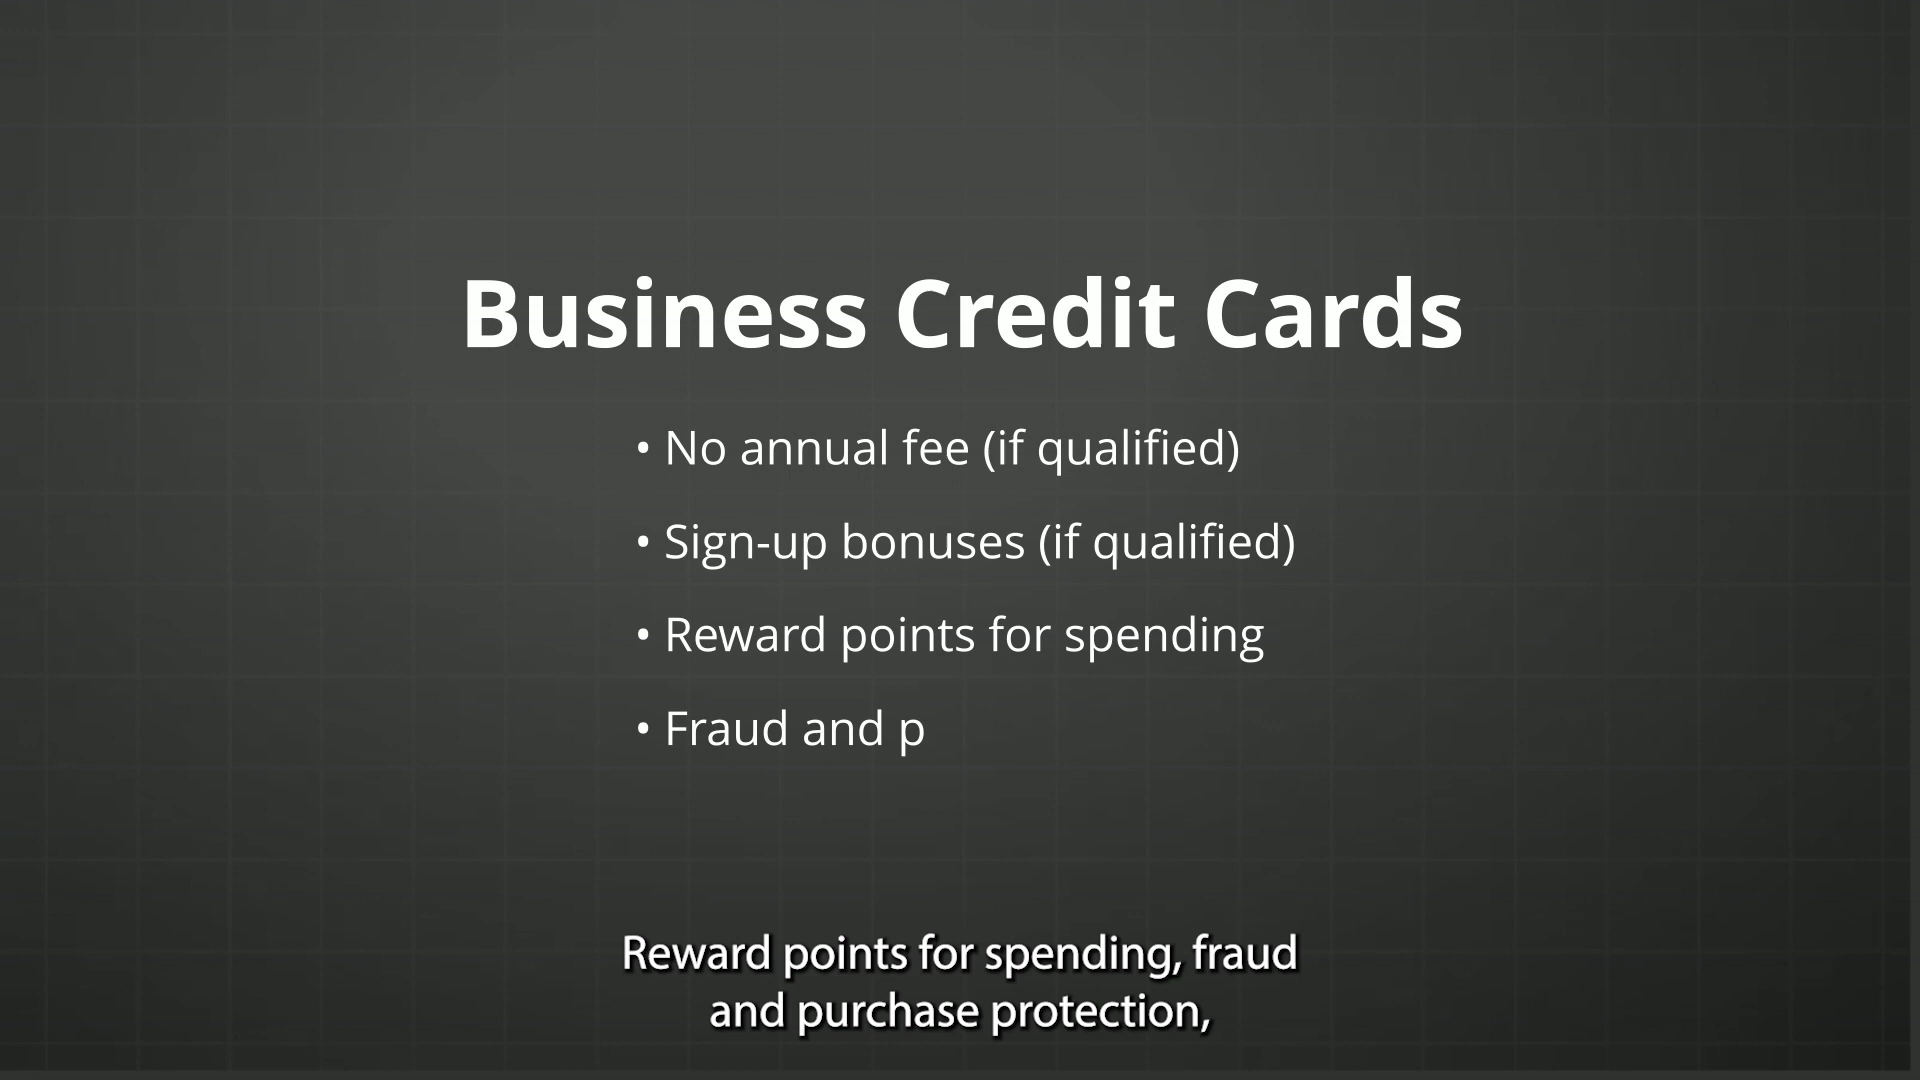 Business Credit Cards
• No annual fee (if qualified)
• Sign-up bonuses (if qualified)
• Reward points for spending
• Fraud and p
Reward points for spending, fraud
and purchase protection,